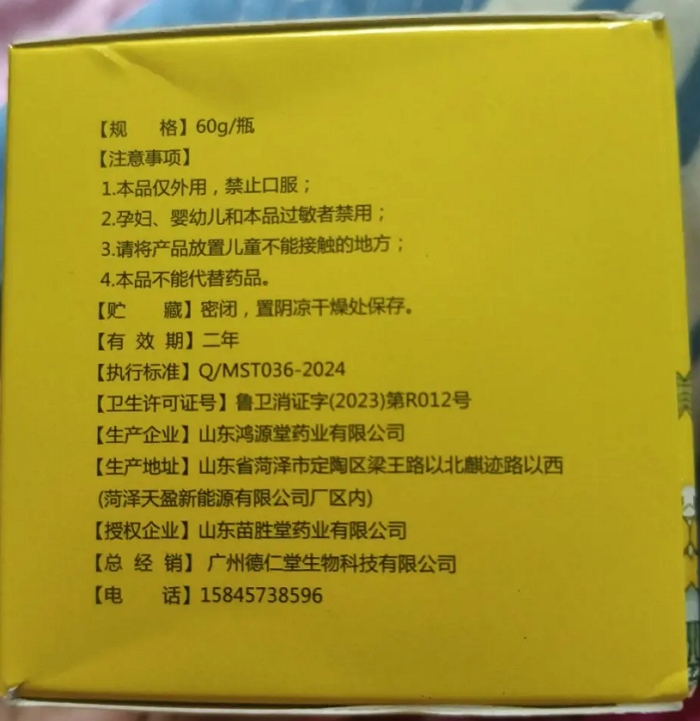 【规 格】60g/瓶
【注意事项】
1.本品仅外用，禁止口服；
2.孕妇、婴幼儿和本品过敏者禁用；
3.请将产品放置儿童不能接触的地方；
4.本品不能代替药品。
【贮 藏】密闭，置阴凉干燥处保存。
【有 效 期】二年
【执行标准】Q/MST036-2024
【卫生许可证号】鲁卫消证字(2023)第R012号
【生产企业】山东鸿源堂药业有限公司
【生产地址】山东省菏泽市定陶区梁王路以北麒迹路以西
(菏泽天盈新能源有限公司厂区内)
【授权企业】山东苗胜堂药业有限公司
【总 经 销】广州德仁堂生物科技有限公司
【电 话】15845738596